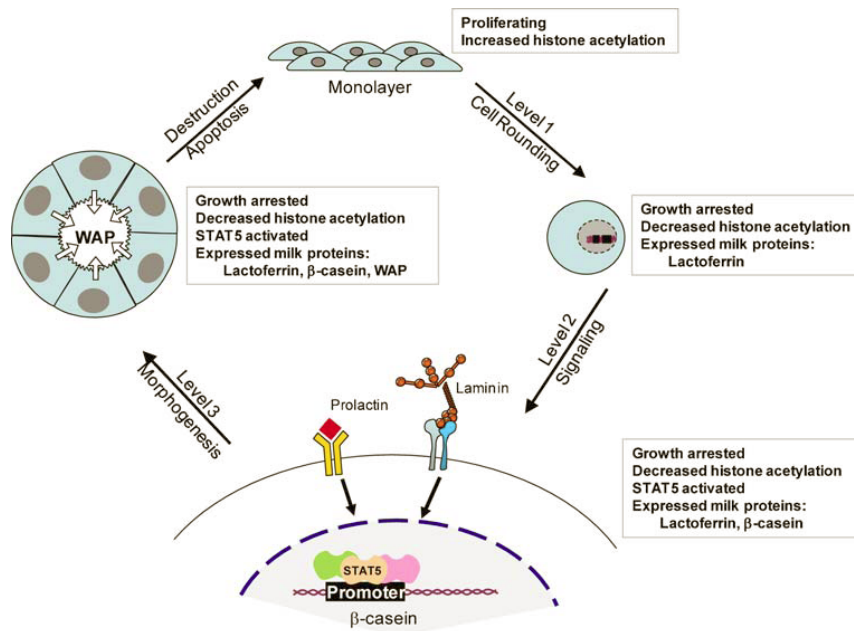 Proliferating
Increased histone acetylation
Monolayer
Level 1
Cell Rounding
Growth arrested
Decreased histone acetylation
Expressed milk proteins:
Lactoferrin
Level 2
Signaling
Laminin
Prolactin
Growth arrested
Decreased histone acetylation
STAT5 activated
Expressed milk proteins:
Lactoferrin, β-casein
STAT5
Promoter
β-casein
Level 3
Morphogenesis
WAP
Growth arrested
Decreased histone acetylation
STAT5 activated
Expressed milk proteins:
Lactoferrin, β-casein, WAP
Destruction
Apoptosis